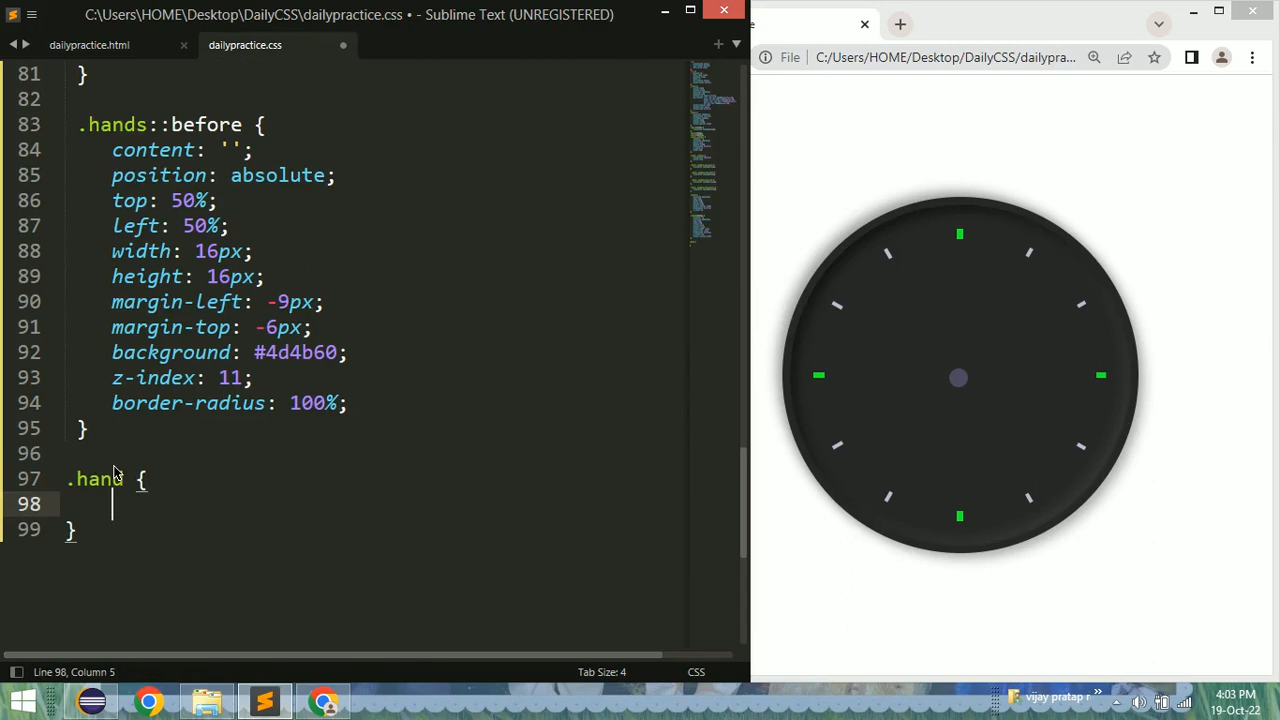 C:\Users\HOME\Desktop\DailyCSS\dailypractice.css • - Sublime Text (UNREGISTERED)
dailypractice.html
dailypractice.css
File
C:/Users/HOME/Desktop/DailyCSS/dailypra...
81 }
82
83 .hands::before {
84 content: '';
85 position: absolute;
86 top: 50%;
87 left: 50%;
88 width: 16px;
89 height: 16px;
90 margin-left: -9px;
91 margin-top: -6px;
92 background: #4d4b60;
93 z-index: 11;
94 border-radius: 100%;
95 }
96
97 .hand {
98
99 }
Line 98, Column 5
Tab Size: 4
CSS
vijay pratap r
4:03 PM
19-Oct-22